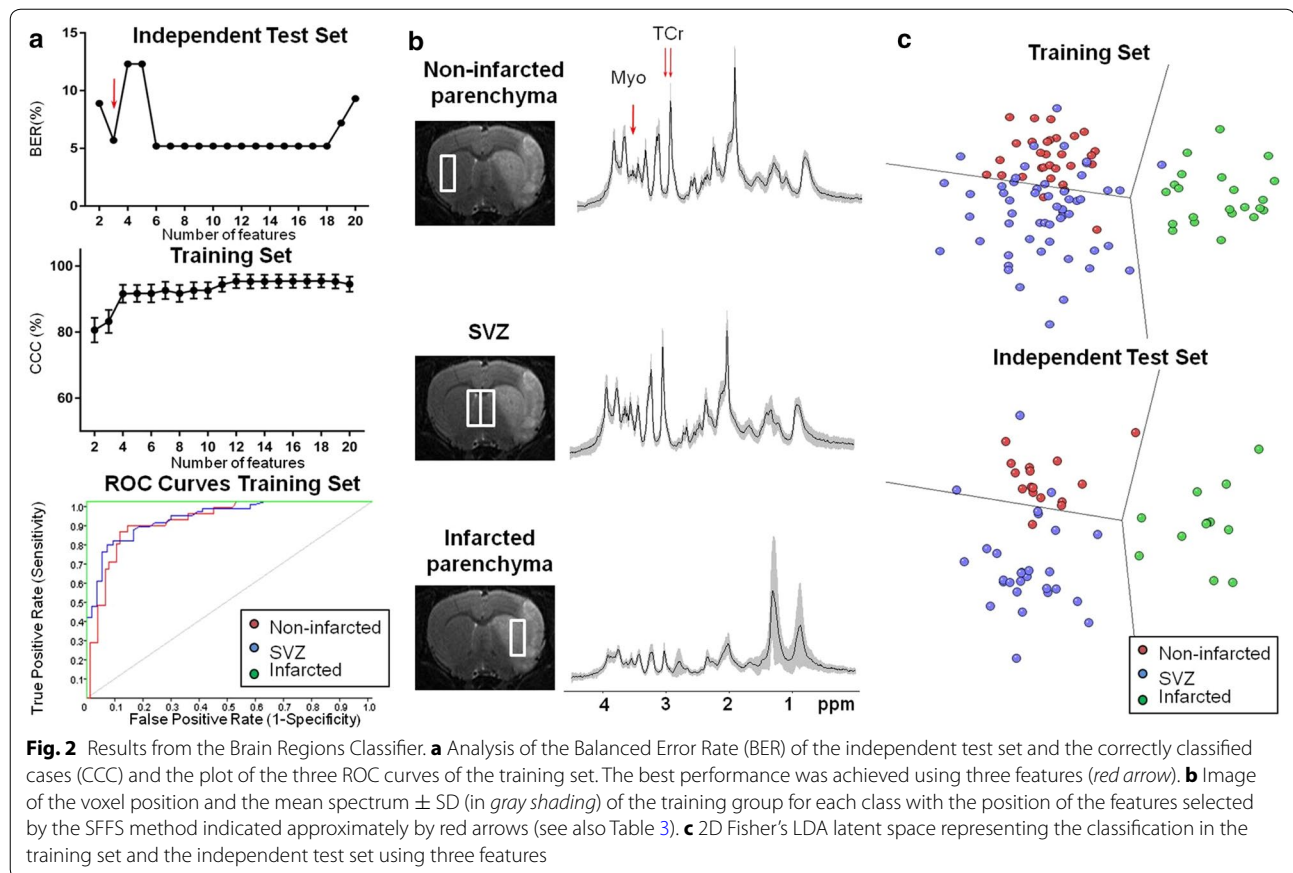 a
Independent Test Set
BER(%)
15
10
5
0
2 4 6 8 10 12 14 16 18 20
Number of features
Training Set
CCC (%)
100
80
60
2 4 6 8 10 12 14 16 18 20
Number of features
ROC Curves Training Set
True Positive Rate (Sensitivity)
1.0
0.9
0.8
0.7
0.6
0.5
0.4
0.3
0.2
0.1
0 0.1 0.2 0.3 0.4 0.5 0.6 0.7 0.8 0.9 1.0
False Positive Rate (1-Specificity)
Non-infarcted
SVZ
Infarcted
b
Non-infarcted
parenchyma
Myo
TCr
SVZ
Infarcted
parenchyma
4 3 2 1 ppm
c
Training Set
Independent Test Set
Non-infarcted
SVZ
Infarcted
Fig. 2 Results from the Brain Regions Classifier. a Analysis of the Balanced Error Rate (BER) of the independent test set and the correctly classified
cases (CCC) and the plot of the three ROC curves of the training set. The best performance was achieved using three features (red arrow). b Image
of the voxel position and the mean spectrum ± SD (in gray shading) of the training group for each class with the position of the features selected
by the SFFS method indicated approximately by red arrows (see also Table 3). c 2D Fisher's LDA latent space representing the classification in the
training set and the independent test set using three features